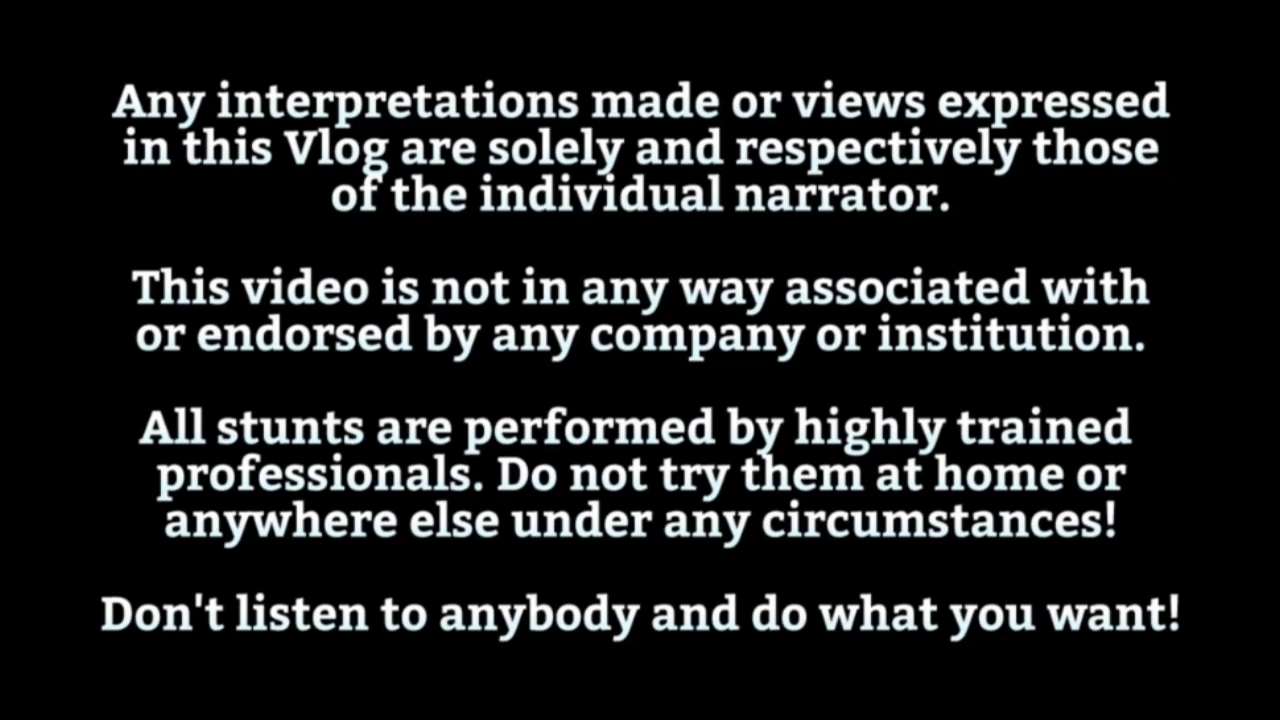 Any interpretations made or views expressed
in this Vlog are solely and respectively those
of the individual narrator.
This video is not in any way associated with
or endorsed by any company or institution.
All stunts are performed by highly trained
professionals. Do not try them at home or
anywhere else under any circumstances!
Don't listen to anybody and do what you want!